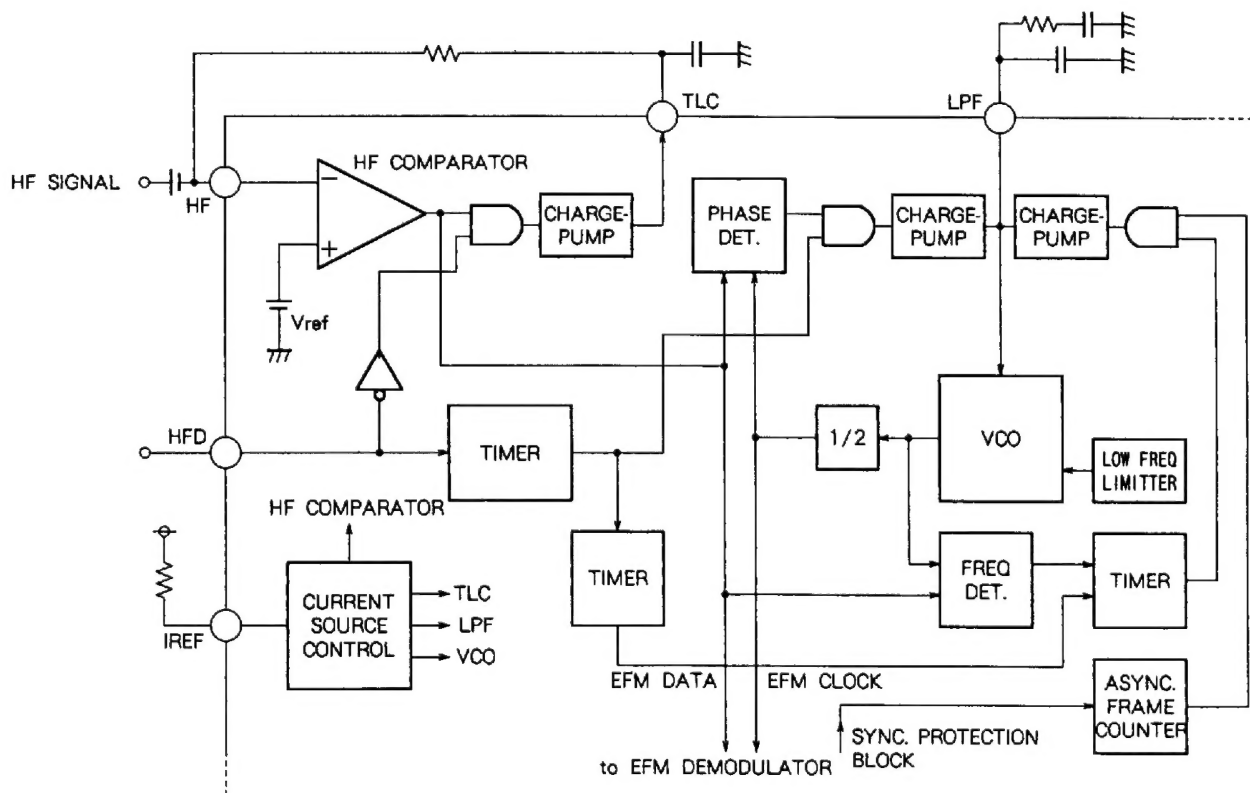 TLC
LPF
HF COMPARATOR
HF SIGNAL
HF
−
+
Vref
CHARGE-
PUMP
PHASE
DET.
CHARGE-
PUMP
CHARGE-
PUMP
HFD
TIMER
1/2
VCO
LOW FREQ
LIMITTER
HF COMPARATOR
TIMER
FREQ
DET.
TIMER
IREF
CURRENT
SOURCE
CONTROL
TLC
LPF
VCO
EFM DATA
EFM CLOCK
ASYNC.
FRAME
COUNTER
SYNC. PROTECTION
BLOCK
to EFM DEMODULATOR